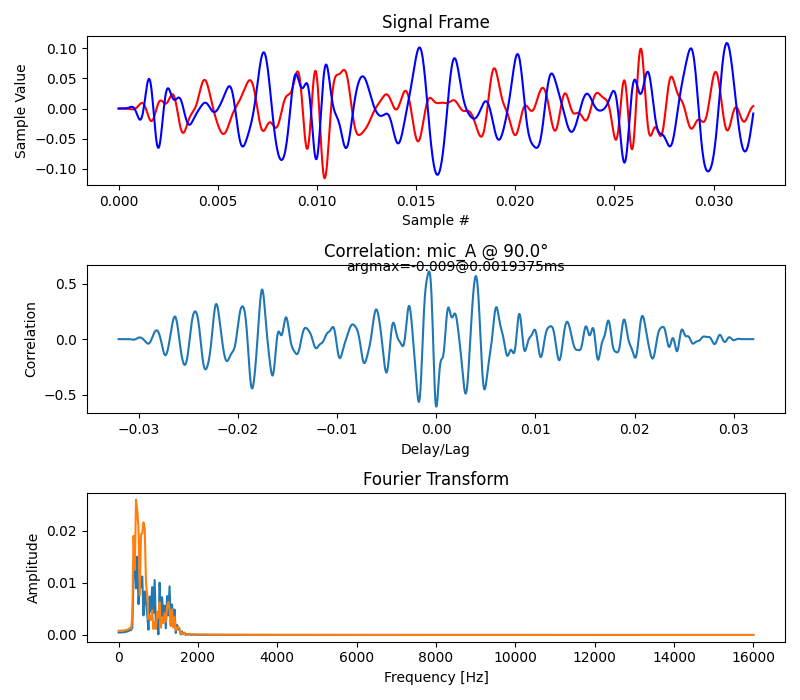 Signal Frame
0.10
0.05
0.00
−0.05
−0.10
Sample Value
0.000 0.005 0.010 0.015 0.020 0.025 0.030
Sample #
Correlation: mic_A @ 90.0°
argmax=-0.009@0.0019375ms
0.5
0.0
−0.5
Correlation
−0.03 −0.02 −0.01 0.00 0.01 0.02 0.03
Delay/Lag
Fourier Transform
0.02
0.01
0.00
Amplitude
0 2000 4000 6000 8000 10000 12000 14000 16000
Frequency [Hz]